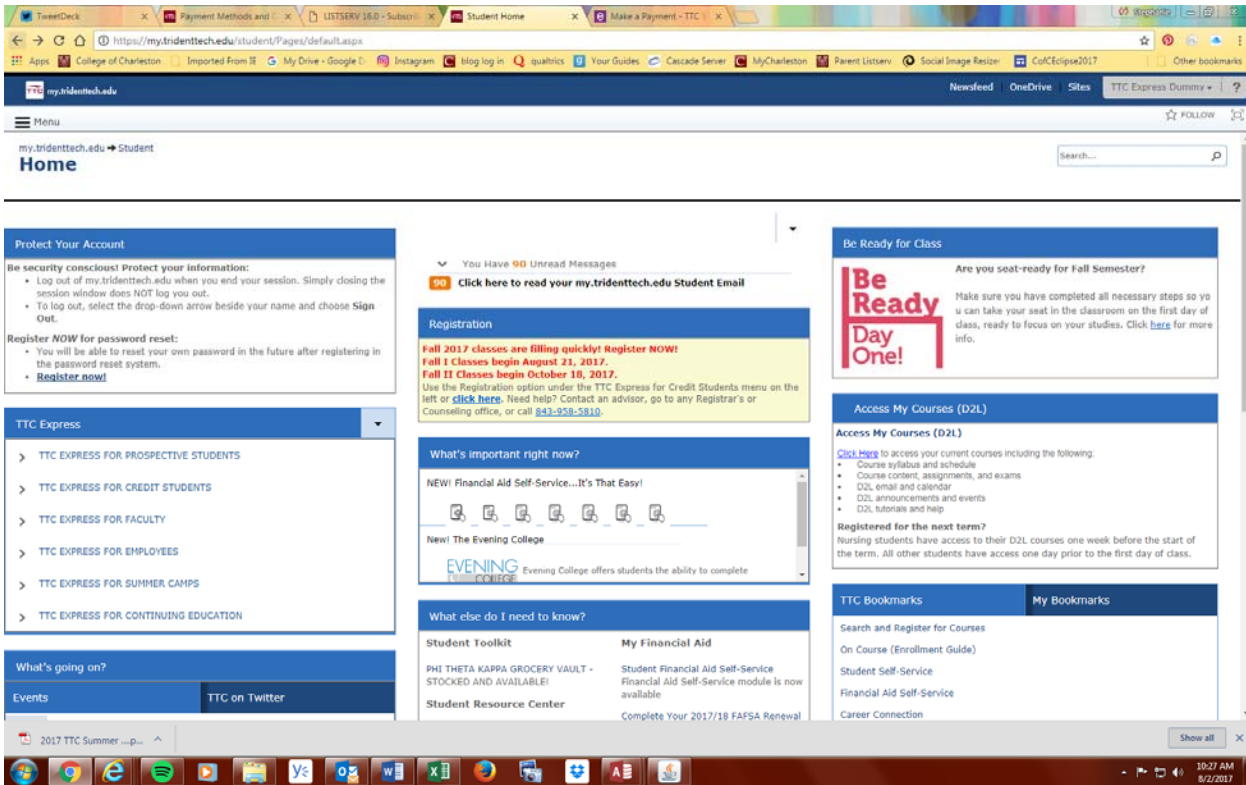 TweetDeck
Payment Methods and C
LISTSERV 16.0 - Subscri
Student Home
Make a Payment - TTC
https://my.tridenttech.edu/student/Pages/default.aspx
Apps
College of Charleston
Imported From IE
My Drive - Google D
Instagram
blog log in
qualtrics
Your Guides
Cascade Server
MyCharleston
Parent Listserv
Social Image Resizer
CofCEclipse2017
Other bookmarks
TTC my.tridenttech.edu
Newsfeed
OneDrive
Sites
TTC Express Dummy
?
Menu
FOLLOW
my.tridenttech.edu → Student
Home
Search...
Protect Your Account
Be security conscious! Protect your information:
• Log out of my.tridenttech.edu when you end your session. Simply closing the
session window does NOT log you out.
• To log out, select the drop-down arrow beside your name and choose Sign
Out.
Register NOW for password reset:
• You will be able to reset your own password in the future after registering in
the password reset system.
• Register now!
TTC Express
TTC EXPRESS FOR PROSPECTIVE STUDENTS
TTC EXPRESS FOR CREDIT STUDENTS
TTC EXPRESS FOR FACULTY
TTC EXPRESS FOR EMPLOYEES
TTC EXPRESS FOR SUMMER CAMPS
TTC EXPRESS FOR CONTINUING EDUCATION
What's going on?
Events
TTC on Twitter
You Have 90 Unread Messages
90 Click here to read your my.tridenttech.edu Student Email
Registration
Fall 2017 classes are filling quickly! Register NOW!
Fall I Classes begin August 21, 2017.
Fall II Classes begin October 18, 2017.
Use the Registration option under the TTC Express for Credit Students menu on the
left or click here. Need help? Contact an advisor, go to any Registrar's or
Counseling office, or call 843-958-5810.
What's important right now?
NEW! Financial Aid Self-Service...It's That Easy!
New! The Evening College
EVENING
COLLEGE
Evening College offers students the ability to complete
What else do I need to know?
Student Toolkit
PHI THETA KAPPA GROCERY VAULT -
STOCKED AND AVAILABLE!
Student Resource Center
My Financial Aid
Student Financial Aid Self-Service
Financial Aid Self-Service module is now
available
Complete Your 2017/18 FAFSA Renewal
Be Ready for Class
Be
Ready
Day
One!
Are you seat-ready for Fall Semester?
Make sure you have completed all necessary steps so yo
u can take your seat in the classroom on the first day of
class, ready to focus on your studies. Click here for more
info.
Access My Courses (D2L)
Access My Courses (D2L)
Click Here to access your current courses including the following:
• Course syllabus and schedule
• Course content, assignments, and exams
• D2L email and calendar
• D2L announcements and events
• D2L tutorials and help
Registered for the next term?
Nursing students have access to their D2L courses one week before the start of
the term. All other students have access one day prior to the first day of class.
TTC Bookmarks
My Bookmarks
Search and Register for Courses
On Course (Enrollment Guide)
Student Self-Service
Financial Aid Self-Service
Career Connection
2017 TTC Summer ....p...
Show all
10:27 AM
8/2/2017